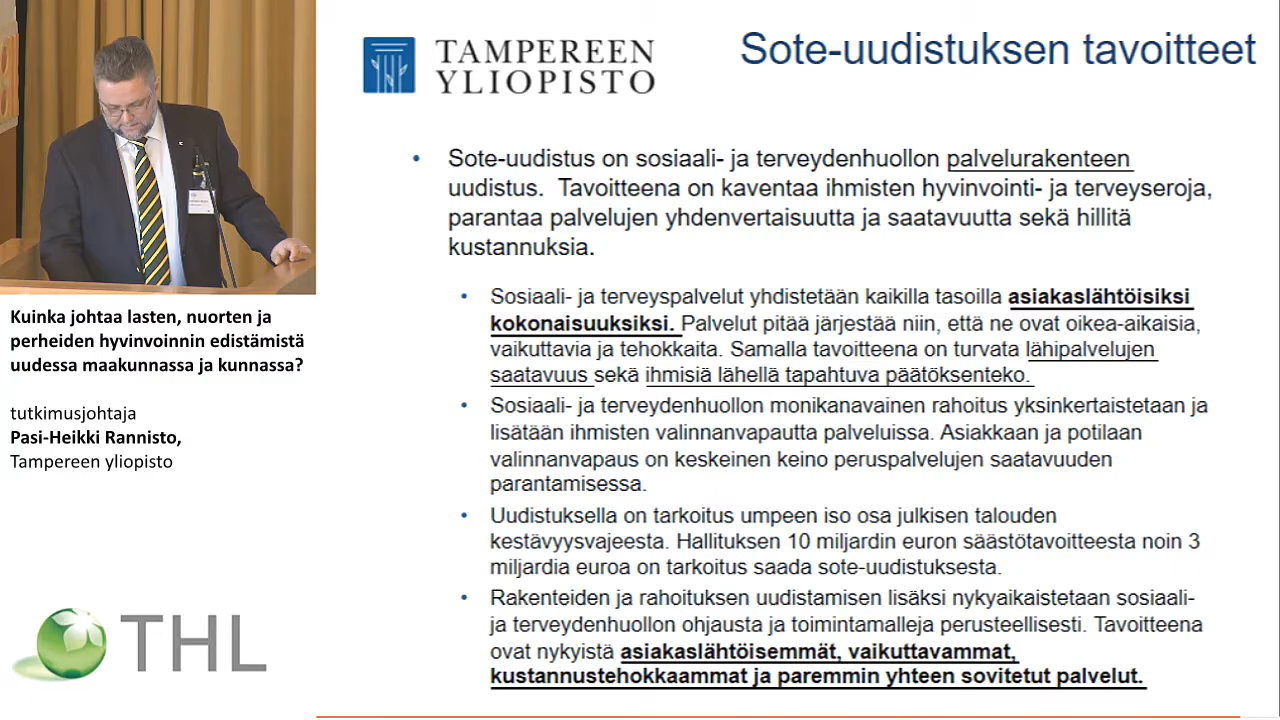 TAMPEREEN
YLIOPISTO
Sote-uudistuksen tavoitteet
• Sote-uudistus on sosiaali- ja terveydenhuollon palvelurakenteen
uudistus. Tavoitteena on kaventaa ihmisten hyvinvointi- ja terveyseroja,
parantaa palvelujen yhdenvertaisuutta ja saatavuutta sekä hillitä
kustannuksia.
• Sosiaali- ja terveyspalvelut yhdistetään kaikilla tasoilla asiakaslähtöisiksi
kokonaisuuksiksi. Palvelut pitää järjestää niin, että ne ovat oikea-aikaisia,
vaikuttavia ja tehokkaita. Samalla tavoitteena on turvata lähipalvelujen
saatavuus sekä ihmisiä lähellä tapahtuva päätöksenteko.
• Sosiaali- ja terveydenhuollon monikanavainen rahoitus yksinkertaistetaan ja
lisätään ihmisten valinnanvapautta palveluissa. Asiakkaan ja potilaan
valinnanvapaus on keskeinen keino peruspalvelujen saatavuuden
parantamisessa.
• Uudistuksella on tarkoitus umpeen iso osa julkisen talouden
kestävyysvajeesta. Hallituksen 10 miljardin euron säästötavoitteesta noin 3
miljardia euroa on tarkoitus saada sote-uudistuksesta.
• Rakenteiden ja rahoituksen uudistamisen lisäksi nykyaikaistetaan sosiaali-
ja terveydenhuollon ohjausta ja toimintamalleja perusteellisesti. Tavoitteena
ovat nykyistä asiakaslähtöisemmät, vaikuttavammat,
kustannustehokkaammat ja paremmin yhteen sovitetut palvelut.
Kuinka johtaa lasten, nuorten ja
perheiden hyvinvoinnin edistämistä
uudessa maakunnassa ja kunnassa?
tutkimusjohtaja
Pasi-Heikki Rannisto,
Tampereen yliopisto
THL